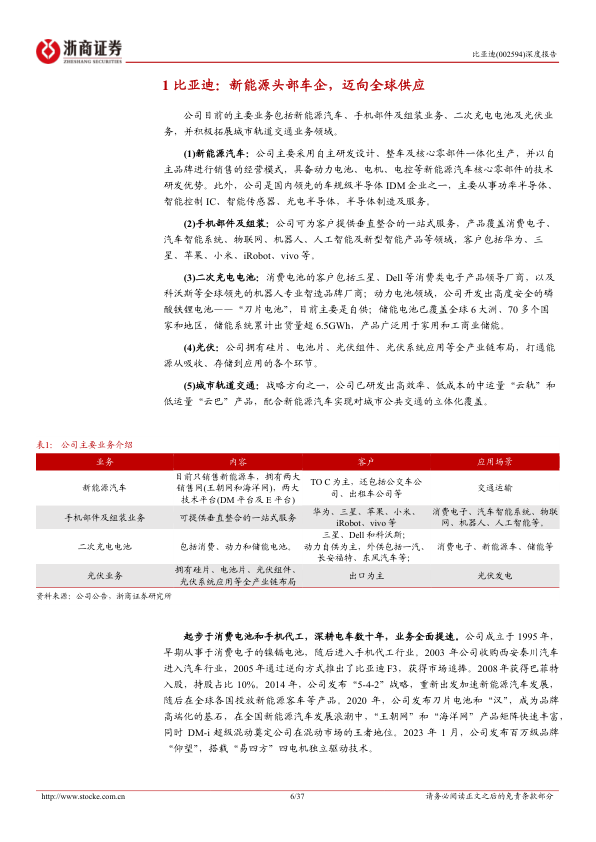 浙商证券
ZHESHANG SECURITIES
比亚迪(002594)深度报告
1 比亚迪：新能源头部车企，迈向全球供应
公司目前的主要业务包括新能源汽车、手机部件及组装业务、二次充电电池及光伏业
务，并积极拓展城市轨道交通业务领域。
(1)新能源汽车：公司主要采用自主研发设计、整车及核心零部件一体化生产，并以自
主品牌进行销售的经营模式，具备动力电池、电机、电控等新能源汽车核心零部件的技术
研发优势。此外，公司是国内领先的车规级半导体 IDM 企业之一，主要从事功率半导体、
智能控制 IC、智能传感器、光电半导体，半导体制造及服务。
(2)手机部件及组装：公司可为客户提供垂直整合的一站式服务，产品覆盖消费电子、
汽车智能系统、物联网、机器人、人工智能及新型智能产品等领域，客户包括华为、三
星、苹果、小米、iRobot、vivo 等。
(3)二次充电电池：消费电池的客户包括三星、Dell 等消费类电子产品领导厂商，以及
科沃斯等全球领先的机器人专业智造品牌厂商；动力电池领域，公司开发出高度安全的磷
酸铁锂电池——“刀片电池”，目前主要是自供；储能电池已覆盖全球 6 大洲、70 多个国
家和地区，储能系统累计出货量超 6.5GWh，产品广泛用于家用和工商业储能。
(4)光伏：公司拥有硅片、电池片、光伏组件、光伏系统应用等全产业链布局，打通能
源从吸收、存储到应用的各个环节。
(5)城市轨道交通：战略方向之一，公司已研发出高效率、低成本的中运量“云轨”和
低运量“云巴”产品，配合新能源汽车实现对城市公共交通的立体化覆盖。
表1： 公司主要业务介绍
业务 内容 客户 应用场景
新能源汽车 目前只销售新能源车，拥有两大
销售网(王朝网和海洋网)、两大
技术平台(DM 平台及 E 平台) TO C 为主，还包括公交车公
司、出租车公司等 交通运输
手机部件及组装业务 可提供垂直整合的一站式服务 华为、三星、苹果、小米、
iRobot、vivo 等 消费电子、汽车智能系统、物联
网、机器人、人工智能等。
二次充电电池 包括消费、动力和储能电池。 三星、Dell 和科沃斯;
动力自供为主，外供包括一汽、
长安福特、东风汽车等; 消费电子、新能源车、储能等
光伏业务 拥有硅片、电池片、光伏组件、
光伏系统应用等全产业链布局 出口为主 光伏发电
资料来源：公司公告，浙商证券研究所
起步于消费电池和手机代工，深耕电车数十年，业务全面提速。公司成立于 1995 年，
早期从事于消费电子的镍镉电池，随后进入手机代工行业。2003 年公司收购西安秦川汽车
进入汽车行业，2005 年通过逆向方式推出了比亚迪 F3，获得市场追捧。2008 年获得巴菲特
入股，持股占比 10%。2014 年，公司发布“5-4-2”战略，重新出发加速新能源汽车发展，
随后在全球各国投放新能源客车等产品。2020 年，公司发布刀片电池和“汉”，成为品牌
高端化的基石，在全国新能源汽车发展浪潮中，“王朝网”和“海洋网”产品矩阵快速丰富，
同时 DM-i 超级混动奠定公司在混动市场的王者地位。2023 年 1 月，公司发布百万级品牌
“仰望”，搭载“易四方”四电机独立驱动技术。
http://www.stocke.com.cn
6/37
请务必阅读正文之后的免责条款部分